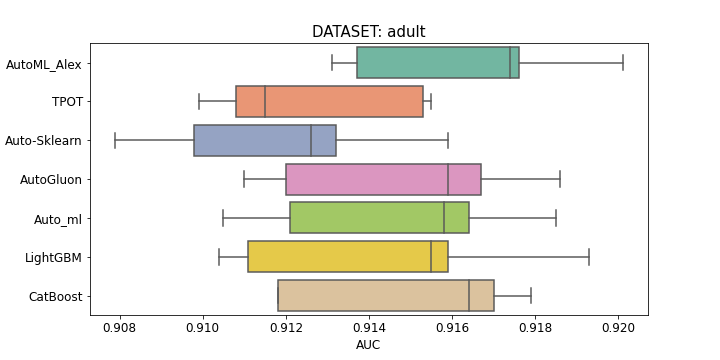 DATASET: adult
AutoML_Alex
TPOT
Auto-Sklearn
AutoGluon
Auto_ml
LightGBM
CatBoost
0.908 0.910 0.912 0.914 0.916 0.918 0.920
AUC